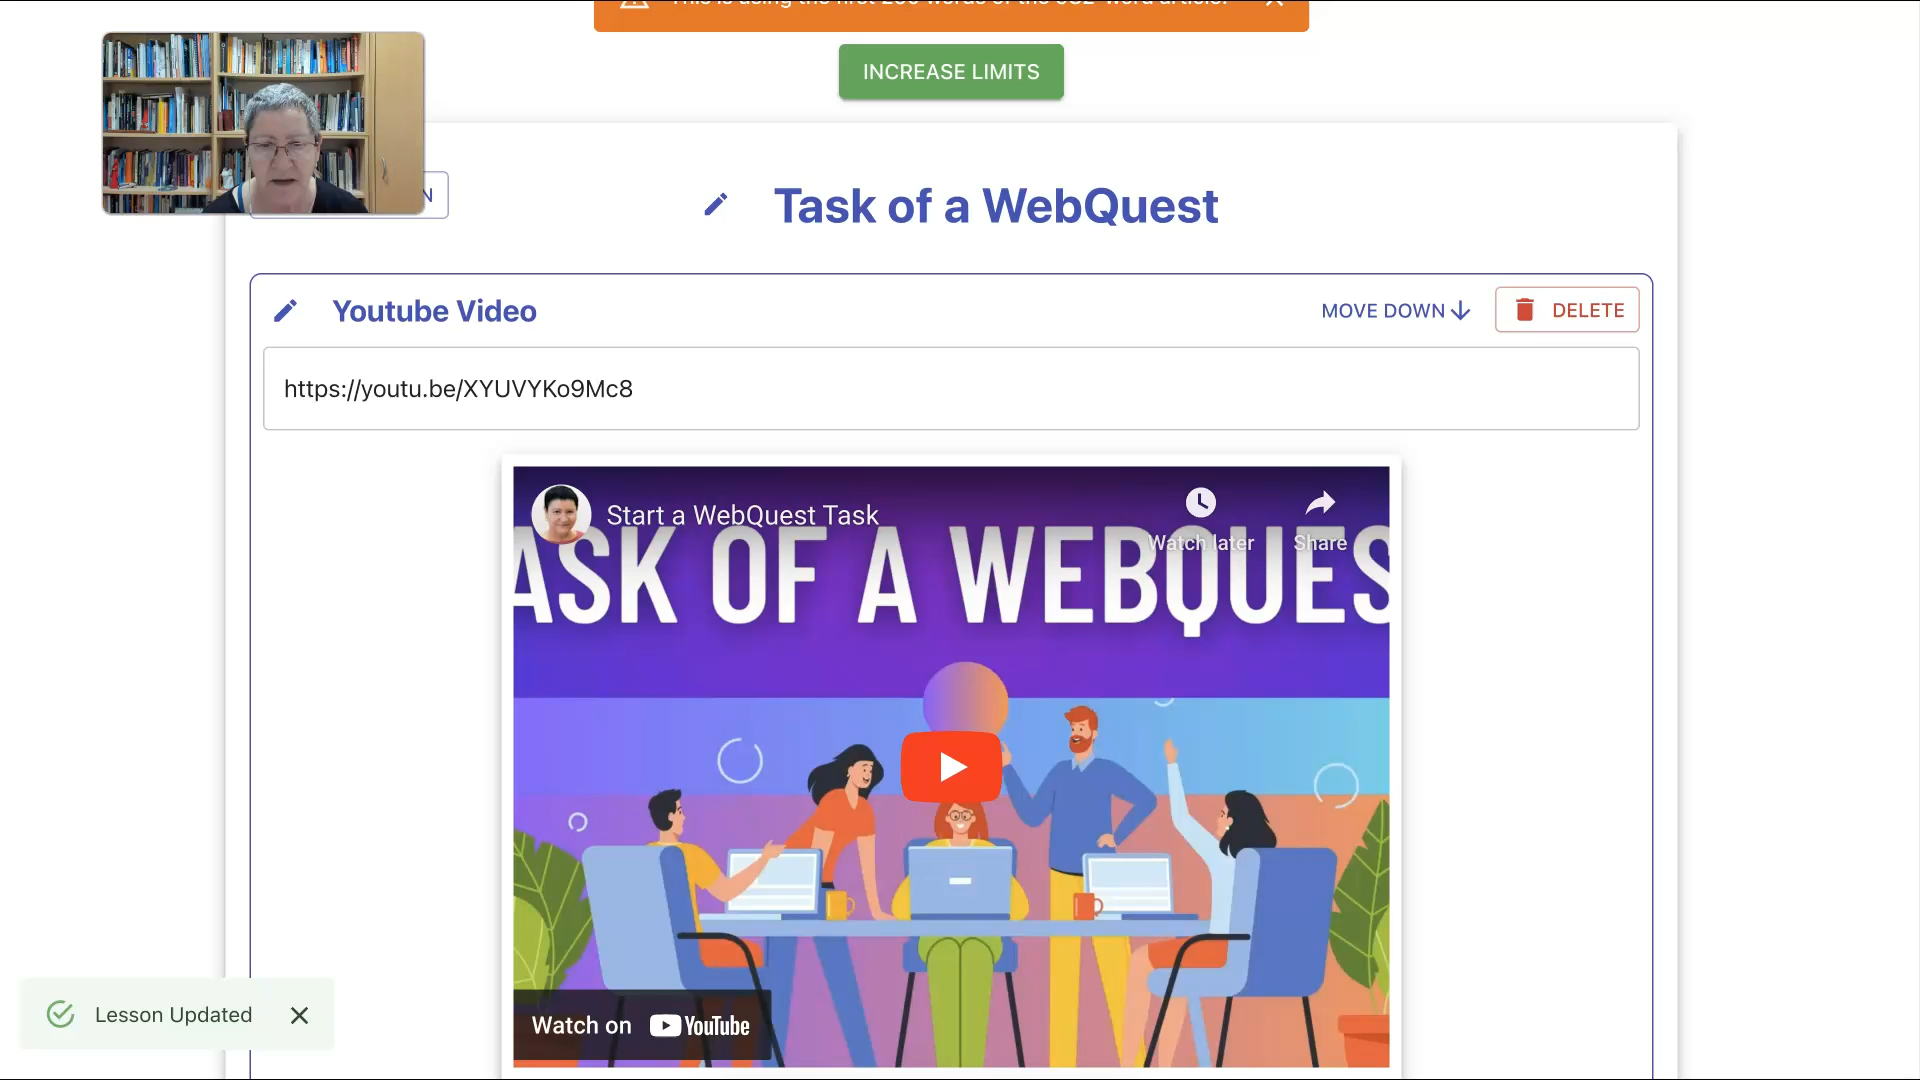 INCREASE LIMITS
N
Task of a WebQuest
Youtube Video
MOVE DOWN
DELETE
https://youtu.be/XYUVYKo9Mc8
Start a WebQuest Task
Watch later
Share
ASK OF A WEBQUES
Watch on YouTube
Lesson Updated